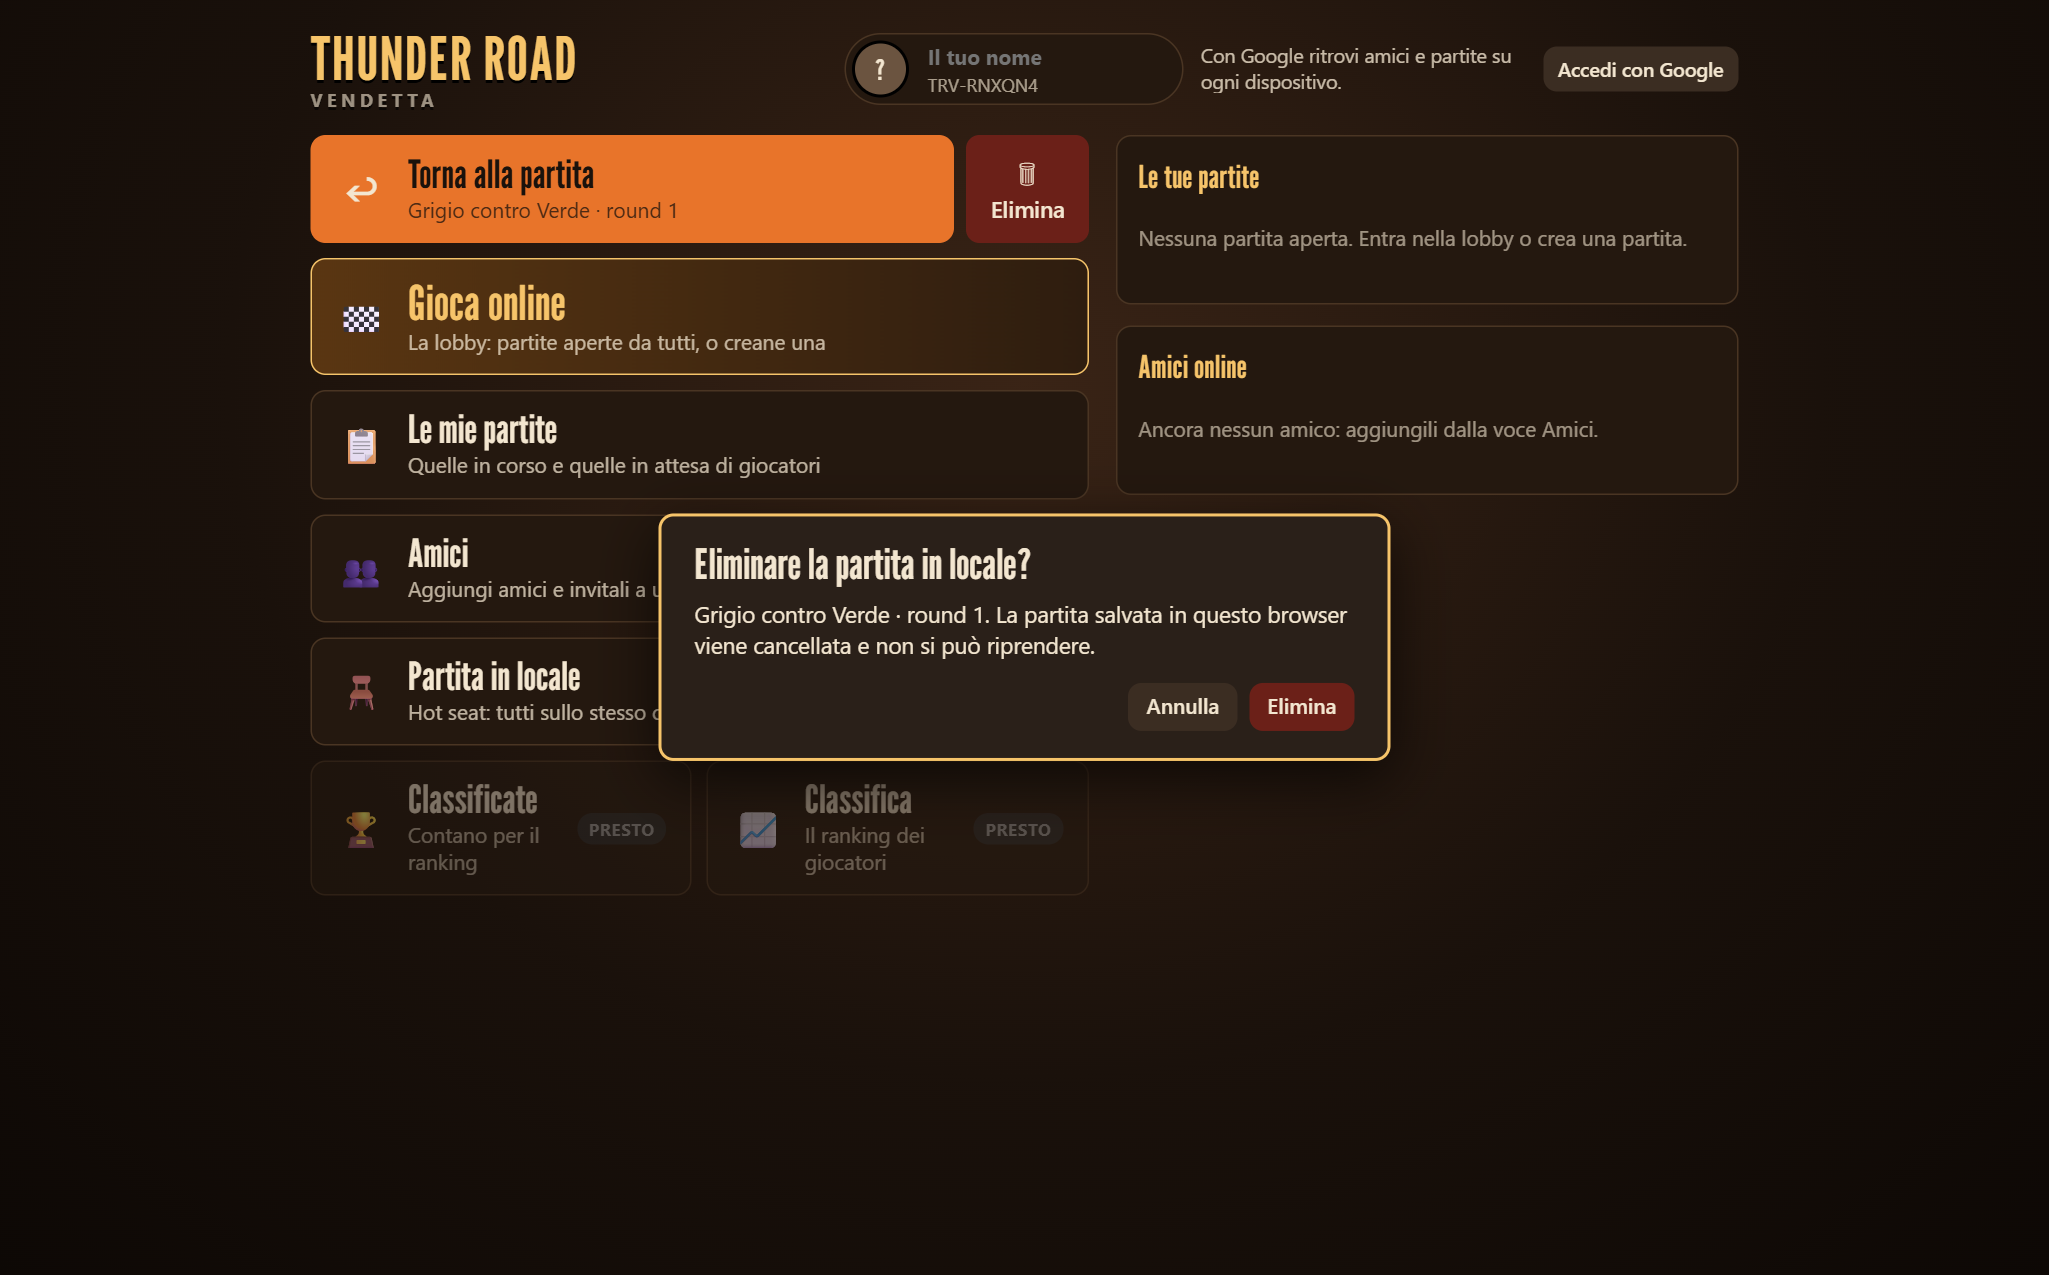 THUNDER ROAD
VENDETTA
?
Il tuo nome
TRV-RNXQN4
Con Google ritrovi amici e partite su
ogni dispositivo.
Accedi con Google
Torna alla partita
Grigio contro Verde · round 1
Elimina
Gioca online
La lobby: partite aperte da tutti, o creane una
Le mie partite
Quelle in corso e quelle in attesa di giocatori
Amici
Aggiungi amici e invitali a
Partita in locale
Hot seat: tutti sullo stesso
Classificate
Contano per il
ranking
PRESTO
Classifica
Il ranking dei
giocatori
PRESTO
Le tue partite
Nessuna partita aperta. Entra nella lobby o crea una partita.
Amici online
Ancora nessun amico: aggiungili dalla voce Amici.
Eliminare la partita in locale?
Grigio contro Verde · round 1. La partita salvata in questo browser
viene cancellata e non si può riprendere.
Annulla
Elimina